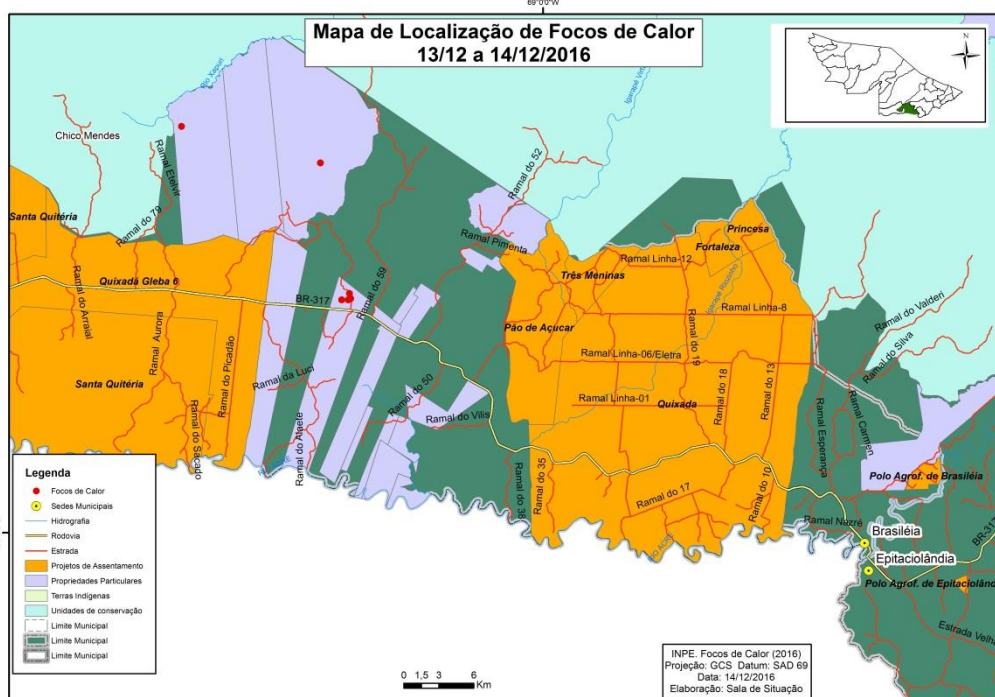 69°0'0"W
Mapa de Localização de Focos de Calor
13/12 a 14/12/2016
N
Rio Xapuri
Chico Mendes
Ramal Etelvir
Ramal do 52
Santa Quitéria
Ramal do 79
Ramal Pimenta
Princesa
Fortaleza
Ramal Linha-12
Três Meninas
Quixadá Gleba 6
Ramal do 59
BR-317
Ramal Linha-8
Ramal do Valderi
Ramal do Arraial
Pão de Açucar
Ramal do Silva
Ramal Aurora
Ramal do Picadão
Ramal Linha-06/Eletra
Ramal do 19
Santa Quitéria
Ramal da Luci
Ramal do 50
Ramal do 18
Ramal do 13
Ramal Linha-01
Quixada
Ramal do Vilis
Ramal Esperança
Ramal Carmen
Ramal do Sacado
Ramal do Ataete
Ramal do 38
Ramal do 35
Ramal do 17
Ramal do 10
Polo Agrof. de Brasiléia
Ramal Nazré
Brasiléia
BR-317
Epitaciolândia
Polo Agrof. de Epitaciolând
Estrada Velha
Legenda
Focos de Calor
Sedes Municipais
Hidrografia
Rodovia
Estrada
Projetos de Assentamento
Propriedades Particulares
Terras Indígenas
Unidades de conservação
Limite Municipal
Limite Municipal
Limite Municipal
0 1,5 3 6
Km
INPE. Focos de Calor (2016)
Projeção: GCS Datum: SAD 69
Data: 14/12/2016
Elaboração: Sala de Situação